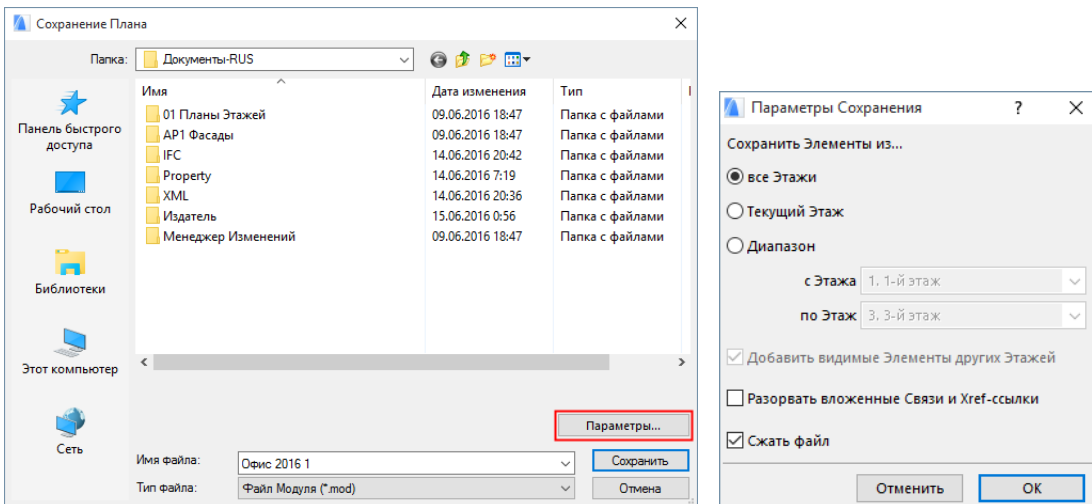 Сохранение Плана
Папка: Документы-RUS
Имя Дата изменения Тип
01 Планы Этажей 09.06.2016 18:47 Папка с файлами
АР1 Фасады 09.06.2016 18:47 Папка с файлами
IFC 14.06.2016 20:42 Папка с файлами
Property 14.06.2016 7:19 Папка с файлами
XML 14.06.2016 20:36 Папка с файлами
Издатель 15.06.2016 0:56 Папка с файлами
Менеджер Изменений 09.06.2016 18:47 Папка с файлами
Панель быстрого
доступа
Рабочий стол
Библиотеки
Этот компьютер
Сеть
Параметры...
Имя файла: Офис 2016 1 Сохранить
Тип файла: Файл Модуля (*.mod) Отмена
Параметры Сохранения ?
Сохранить Элементы из...
все Этажи
Текущий Этаж
Диапазон
с Этажа 1. 1-й этаж
по Этаж 3. 3-й этаж
Добавить видимые Элементы других Этажей
Разорвать вложенные Связи и Xref-ссылки
Сжать файл
Отменить ОК